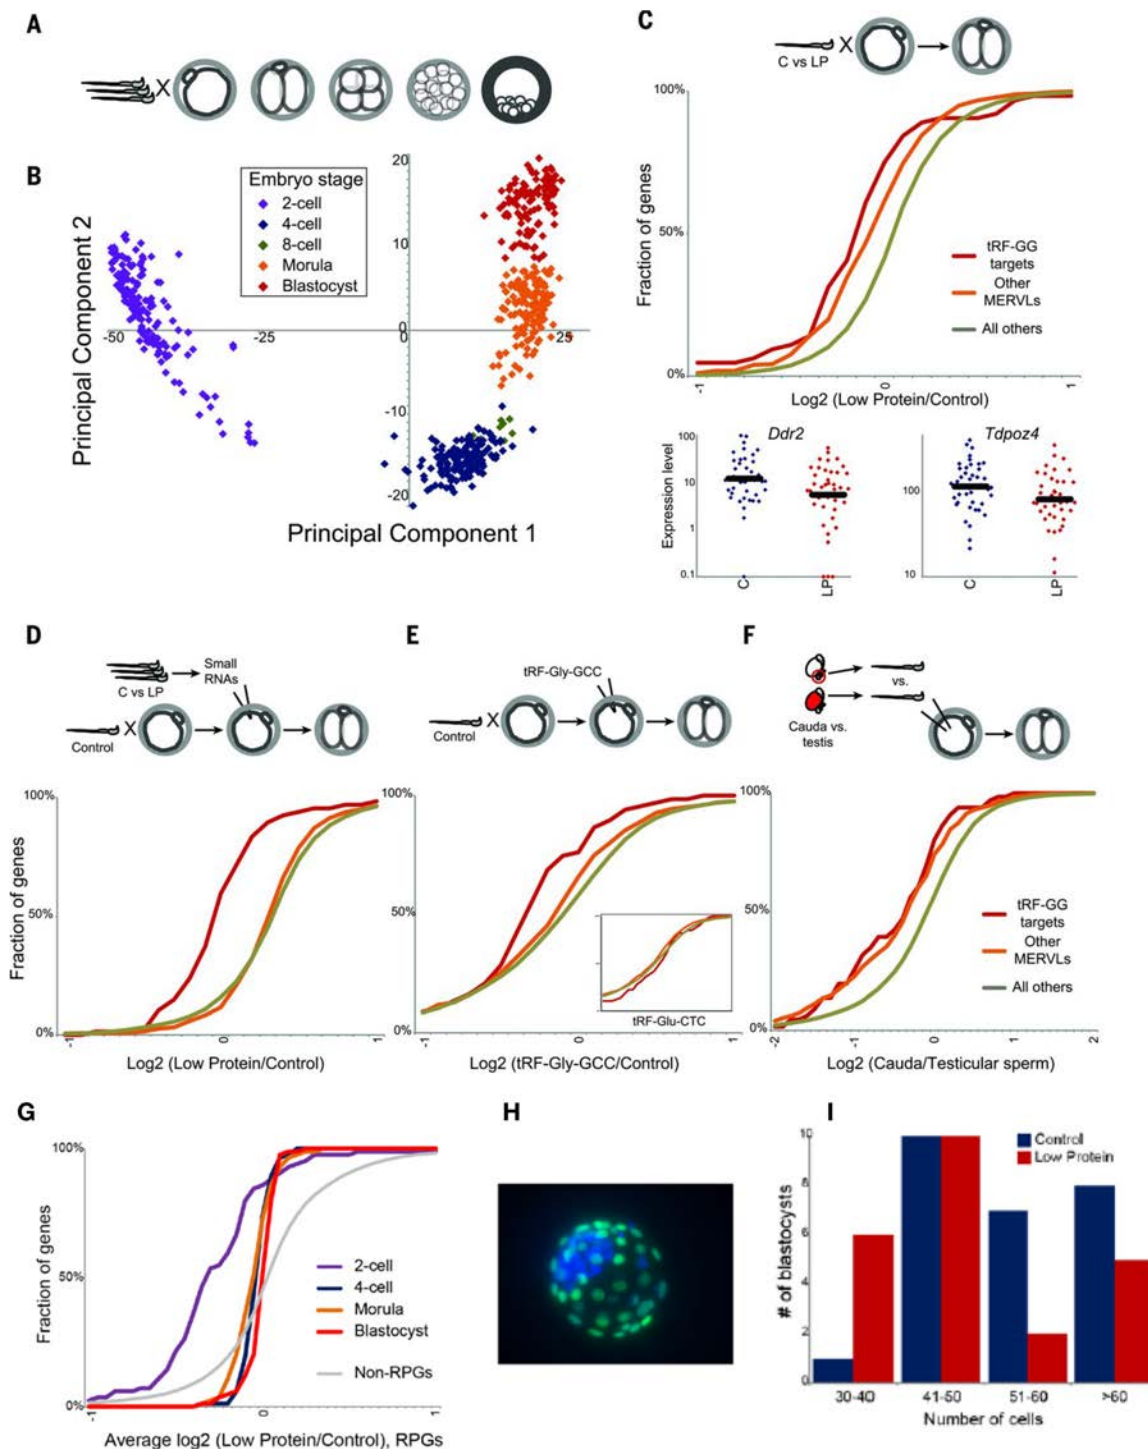 A
X
B
20
10
0
-10
-20
-50
-25
0
25
Principal Component 2
Principal Component 1
Embryo stage
2-cell
4-cell
8-cell
Morula
Blastocyst
C
C vs LP
X
100%
50%
0%
Fraction of genes
-1
0
1
Log2 (Low Protein/Control)
tRF-GG
targets
Other
MERVLs
All others
Ddr2
Expression level
100
10
1
0.1
C
LP
Tdpoz4
100
10
C
LP
D
C vs LP
Small
RNAs
Control
X
100%
50%
0%
Fraction of genes
-1
0
1
Log2 (Low Protein/Control)
E
tRF-Gly-GCC
Control
X
100%
50%
0%
-1
0
1
Log2 (tRF-Gly-GCC/Control)
tRF-Glu-CTC
F
vs.
Cauda vs.
testis
100%
50%
0%
-2
-1
0
1
2
Log2 (Cauda/Testicular sperm)
tRF-GG
targets
Other
MERVLs
All others
G
100%
50%
0%
Fraction of genes
-1
0
1
Average log2 (Low Protein/Control), RPGs
2-cell
4-cell
Morula
Blastocyst
Non-RPGs
H
I
10
8
6
4
2
0
# of blastocysts
Control
Low Protein
30-40
41-50
51-60
>60
Number of cells